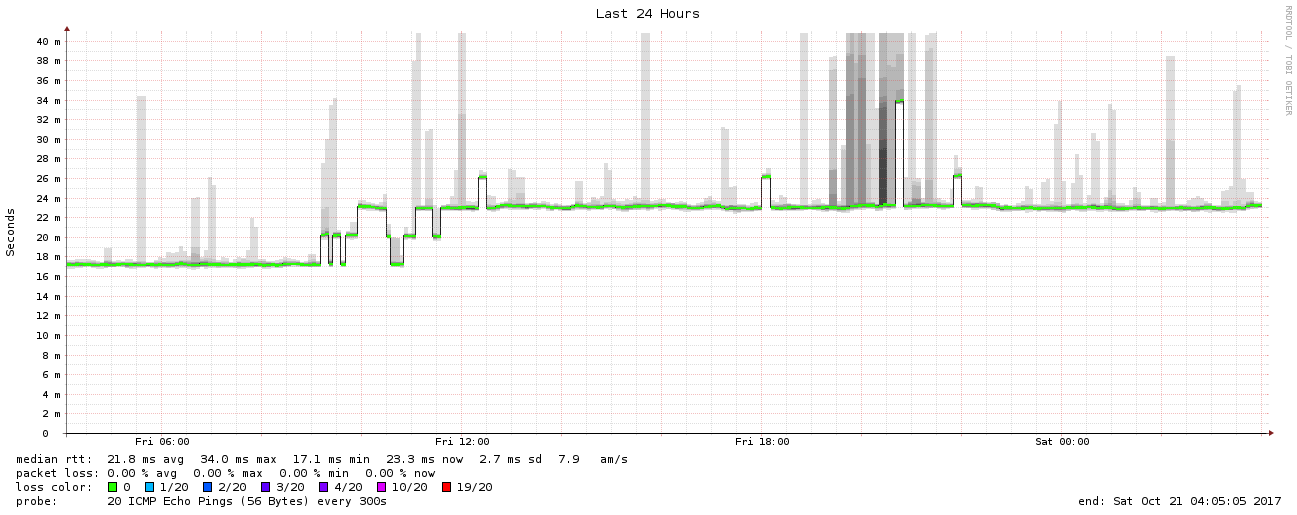 Last 24 Hours
RRDTOOL / TOBI OETIKER
Seconds
40 m
38 m
36 m
34 m
32 m
30 m
28 m
26 m
24 m
22 m
20 m
18 m
16 m
14 m
12 m
10 m
8 m
6 m
4 m
2 m
0
Fri 06:00 Fri 12:00 Fri 18:00 Sat 00:00
median rtt: 21.8 ms avg 34.0 ms max 17.1 ms min 23.3 ms now 2.7 ms sd 7.9 am/s
packet loss: 0.00 % avg 0.00 % max 0.00 % min 0.00 % now
loss color: 0 1/20 2/20 3/20 4/20 10/20 19/20
probe: 20 ICMP Echo Pings (56 Bytes) every 300s end: Sat Oct 21 04:05:05 2017